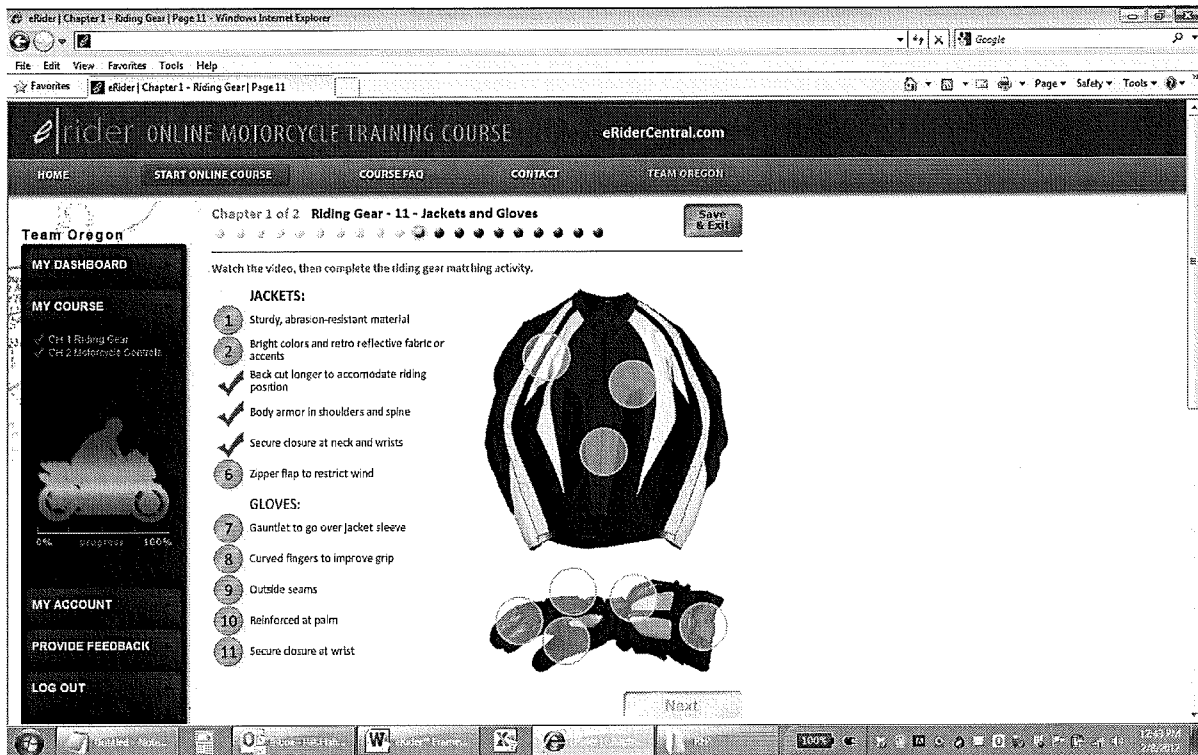 eRider | Chapter 1 - Riding Gear | Page 11 - Windows Internet Explorer
Google
File Edit View Favorites Tools Help
Favorites eRider | Chapter 1 - Riding Gear | Page 11 Page Safety Tools
e|rider ONLINE MOTORCYCLE TRAINING COURSE eRiderCentral.com
HOME START ONLINE COURSE COURSE FAQ CONTACT TEAM OREGON
Team Oregon
Chapter 1 of 2 Riding Gear - 11 - Jackets and Gloves
Save
& Exit
MY DASHBOARD
MY COURSE
CH 1 Riding Gear
CH 2 Motorcycle Controls
0% progress 100%
MY ACCOUNT
PROVIDE FEEDBACK
LOG OUT
Watch the video, then complete the riding gear matching activity.
JACKETS:
1 Sturdy, abrasion-resistant material
2 Bright colors and retro reflective fabric or
accents
Back cut longer to accomodate riding
position
Body armor in shoulders and spine
Secure closure at neck and wrists
6 Zipper flap to restrict wind
GLOVES:
7 Gauntlet to go over jacket sleeve
8 Curved fingers to improve grip
9 Outside seams
10 Reinforced at palm
11 Secure closure at wrist
Next
100%
12:43 PM